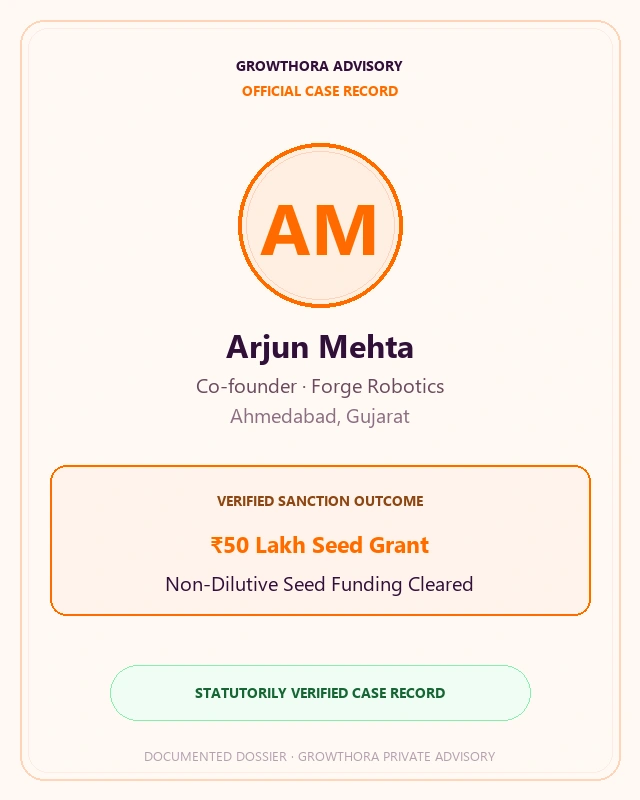 GROWTHORA ADVISORY
OFFICIAL CASE RECORD
AM
Arjun Mehta
Co-founder · Forge Robotics
Ahmedabad, Gujarat
VERIFIED SANCTION OUTCOME
₹50 Lakh Seed Grant
Non-Dilutive Seed Funding Cleared
STATUTORILY VERIFIED CASE RECORD
DOCUMENTED DOSSIER · GROWTHORA PRIVATE ADVISORY